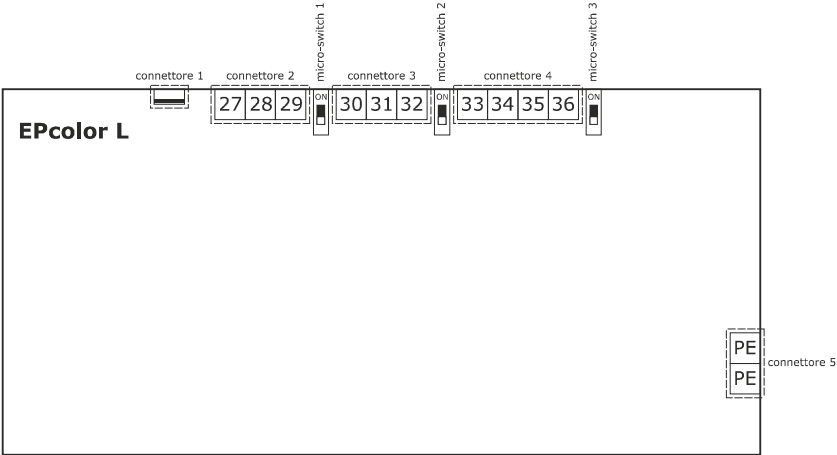 micro-switch 1
micro-switch 2
micro-switch 3
connettore 1
connettore 2
connettore 3
connettore 4
27 28 29
ON
30 31 32
ON
33 34 35 36
ON
EPcolor L
PE
connettore 5
PE